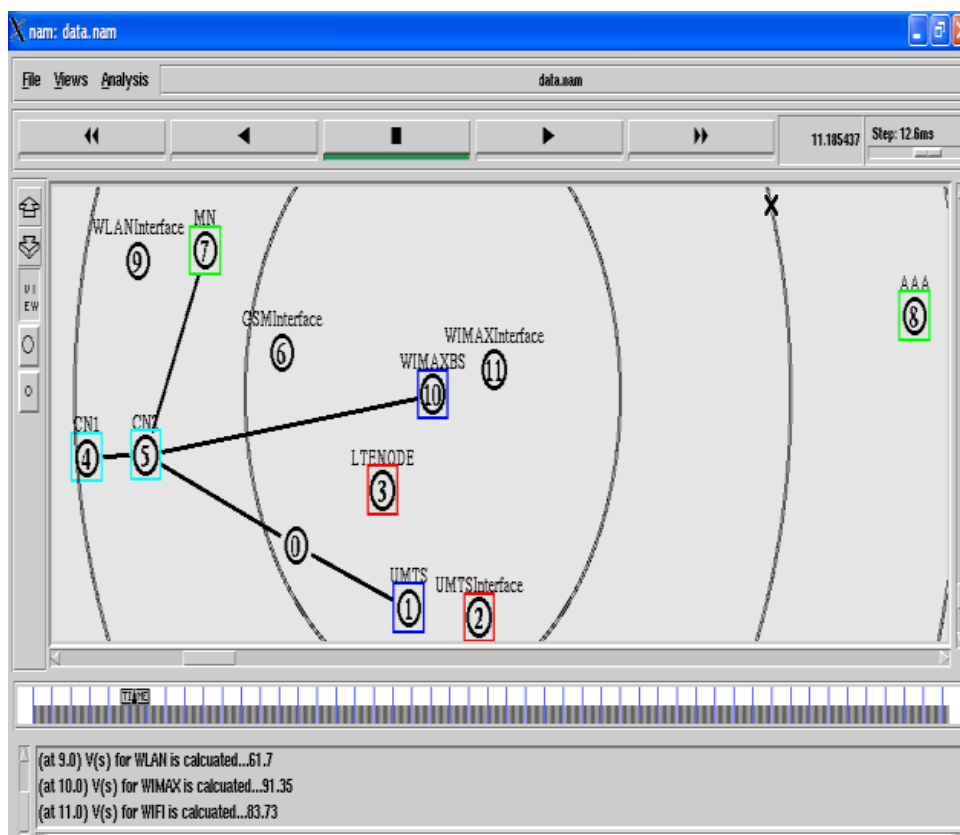 nam: data.nam
File Views Analysis
data.nam
11.185437
Step: 12.6ms
VI
EW
MN
7
WLANInterface
9
AAA
8
GSMInterface
6
WIMAXInterface
11
WIMAXBS
10
CN1
4
CN2
5
LTENODE
3
0
UMTS
1
UMTSInterface
2
TIME
(at 9.0) V(s) for WLAN is calcuated...61.7
(at 10.0) V(s) for WIMAX is calcuated...91.35
(at 11.0) V(s) for WIFI is calcuated...83.73